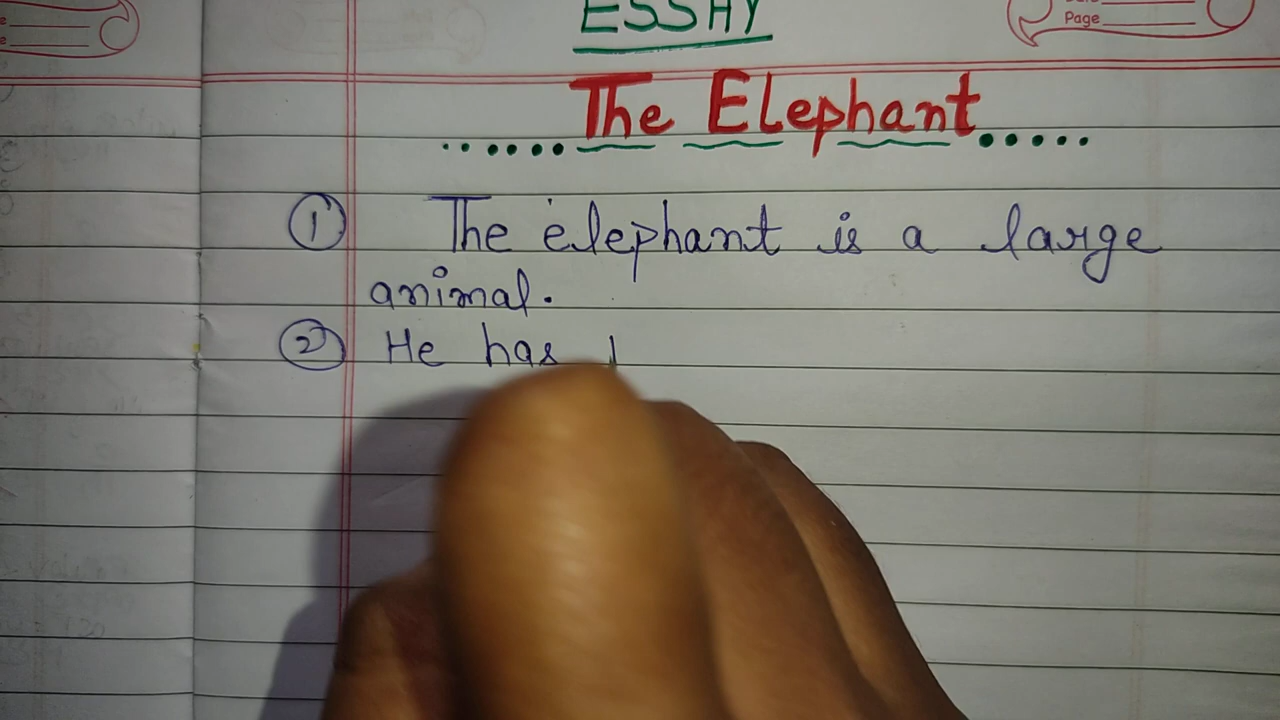 ESSAY
Page
The Elephant
① The elephant is a large
animal.
② He has